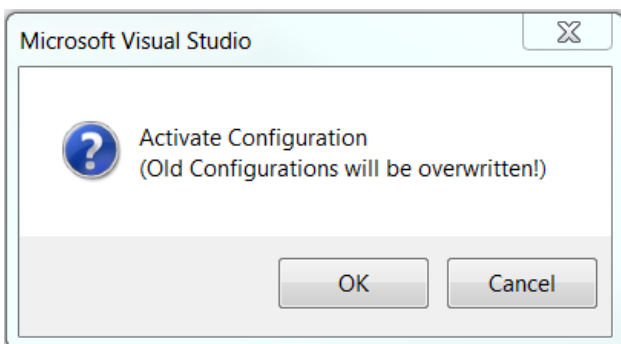 Microsoft Visual Studio
Activate Configuration
(Old Configurations will be overwritten!)
OK
Cancel